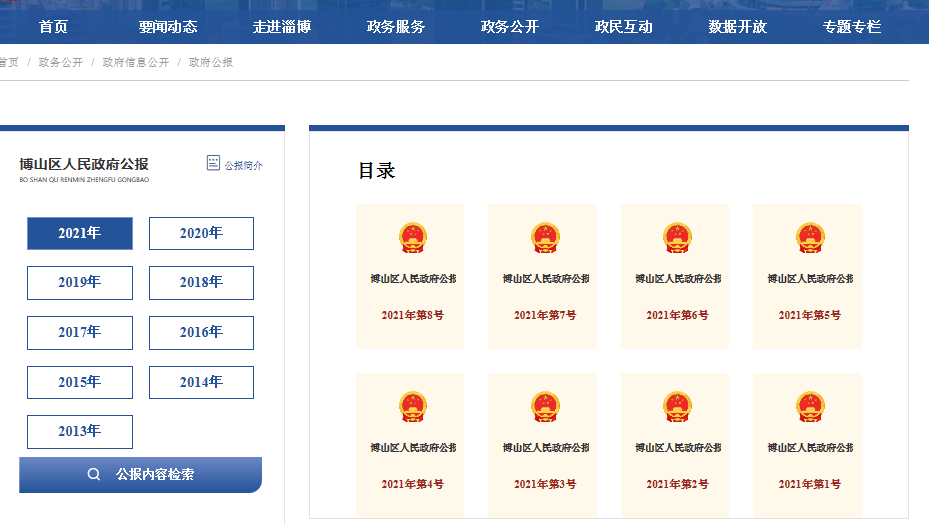 首页 要闻动态 走进淄博 政务服务 政务公开 政民互动 数据开放 专题专栏
首页 / 政务公开 / 政府信息公开 / 政府公报
博山区人民政府公报
BO SHAN QU RENMIN ZHENGFU GONGBAO
公报简介
2021年 2020年
2019年 2018年
2017年 2016年
2015年 2014年
2013年
公报内容检索
目录
博山区人民政府公报 博山区人民政府公报 博山区人民政府公报 博山区人民政府公报
2021年第8号 2021年第7号 2021年第6号 2021年第5号
博山区人民政府公报 博山区人民政府公报 博山区人民政府公报 博山区人民政府公报
2021年第4号 2021年第3号 2021年第2号 2021年第1号